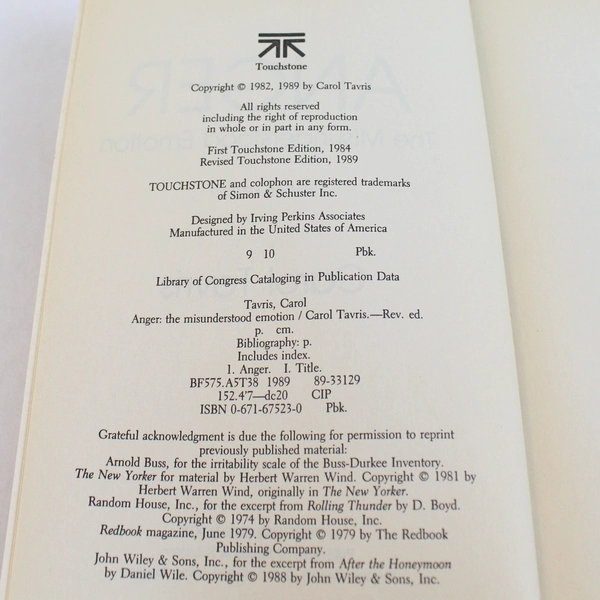 Touchstone
Copyright © 1982, 1989 by Carol Tavris
All rights reserved
including the right of reproduction
in whole or in part in any form.
First Touchstone Edition, 1984
Revised Touchstone Edition, 1989
TOUCHSTONE and colophon are registered trademarks
of Simon & Schuster Inc.
Designed by Irving Perkins Associates
Manufactured in the United States of America
9 10 Pbk.
Library of Congress Cataloging in Publication Data
Tavris, Carol
Anger: the misunderstood emotion / Carol Tavris.—Rev. ed.
p. cm.
Bibliography: p.
Includes index.
1. Anger. I. Title.
BF575.A5T38 1989 89-33129
152.4'7—dc20 CIP
ISBN 0-671-67523-0 Pbk.
Grateful acknowledgment is due the following for permission to reprint
previously published material:
Arnold Buss, for the irritability scale of the Buss-Durkee Inventory.
The New Yorker for material by Herbert Warren Wind. Copyright © 1981 by
Herbert Warren Wind, originally in The New Yorker.
Random House, Inc., for the excerpt from Rolling Thunder by D. Boyd.
Copyright © 1974 by Random House, Inc.
Redbook magazine, June 1979. Copyright © 1979 by The Redbook
Publishing Company.
John Wiley & Sons, Inc., for the excerpt from After the Honeymoon
by Daniel Wile. Copyright © 1988 by John Wiley & Sons, Inc.